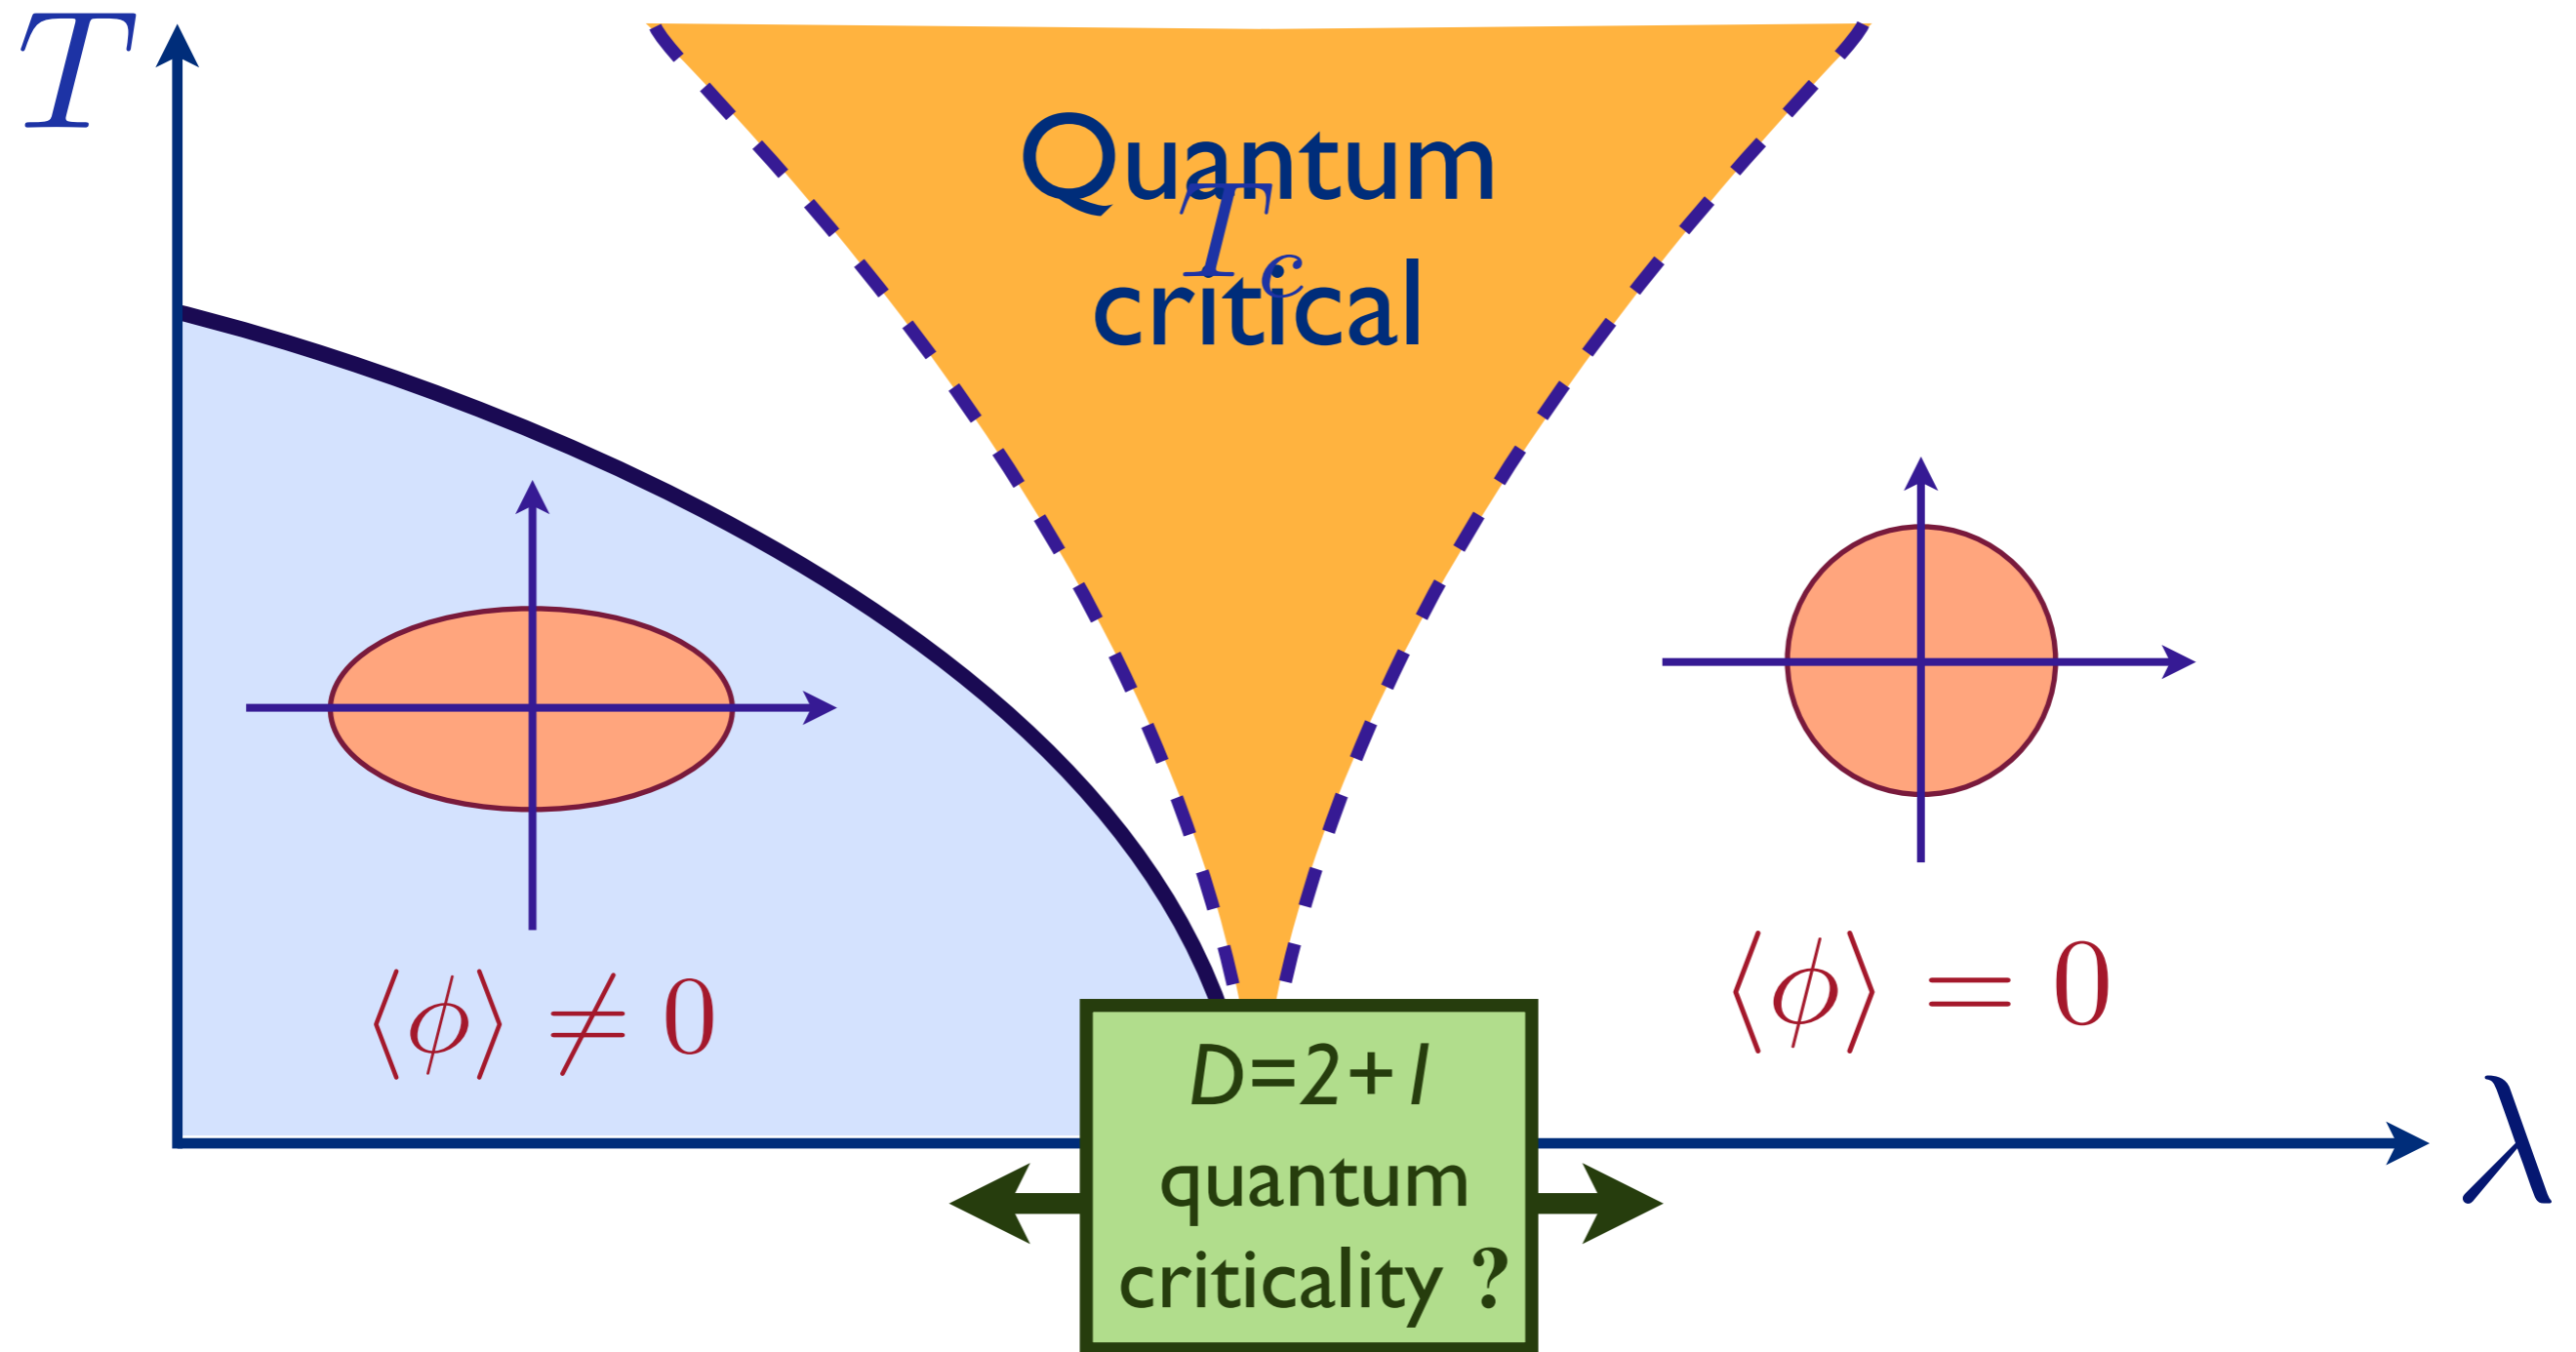 T
Quantum
T_c
critical
⟨ϕ⟩ ≠ 0
⟨ϕ⟩ = 0
D=2+1
quantum
criticality ?
λ